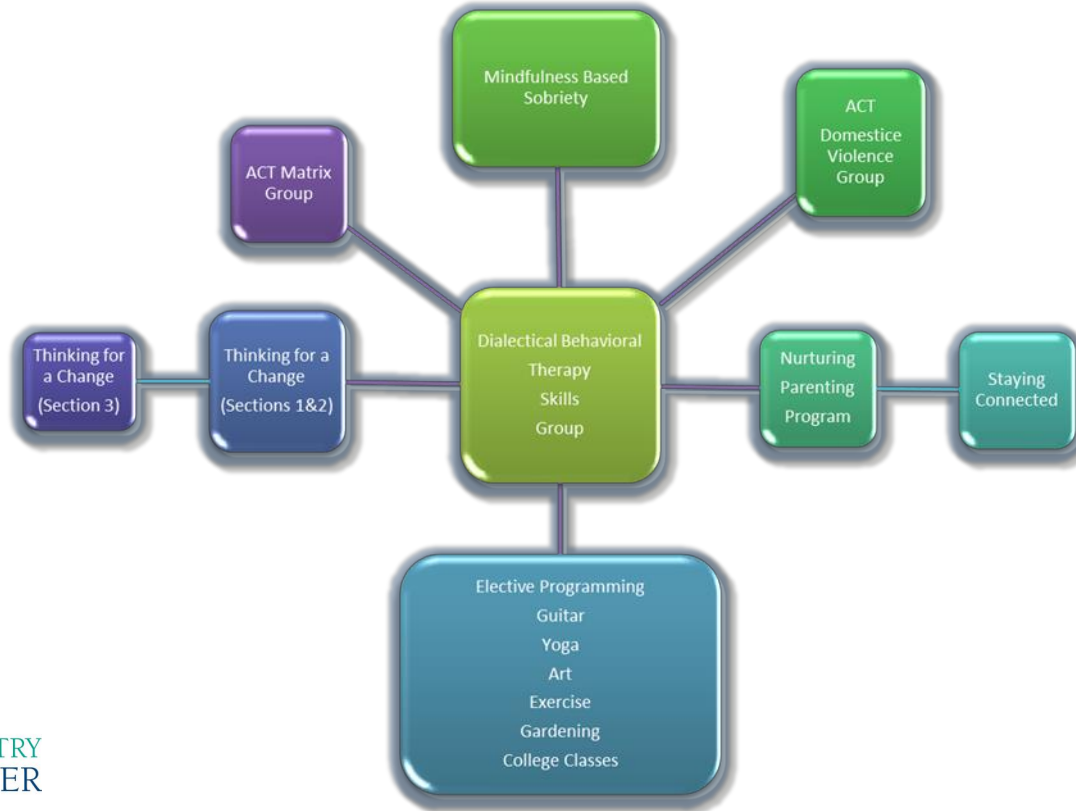 Mindfulness Based
Sobriety
ACT
Domestice
Violence
Group
ACT Matrix
Group
Thinking for
a Change
(Section 3)
Thinking for a
Change
(Sections 1&2)
Dialectical Behavioral
Therapy
Skills
Group
Nurturing
Parenting
Program
Staying
Connected
Elective Programming
Guitar
Yoga
Art
Exercise
Gardening
College Classes
TRY
ER